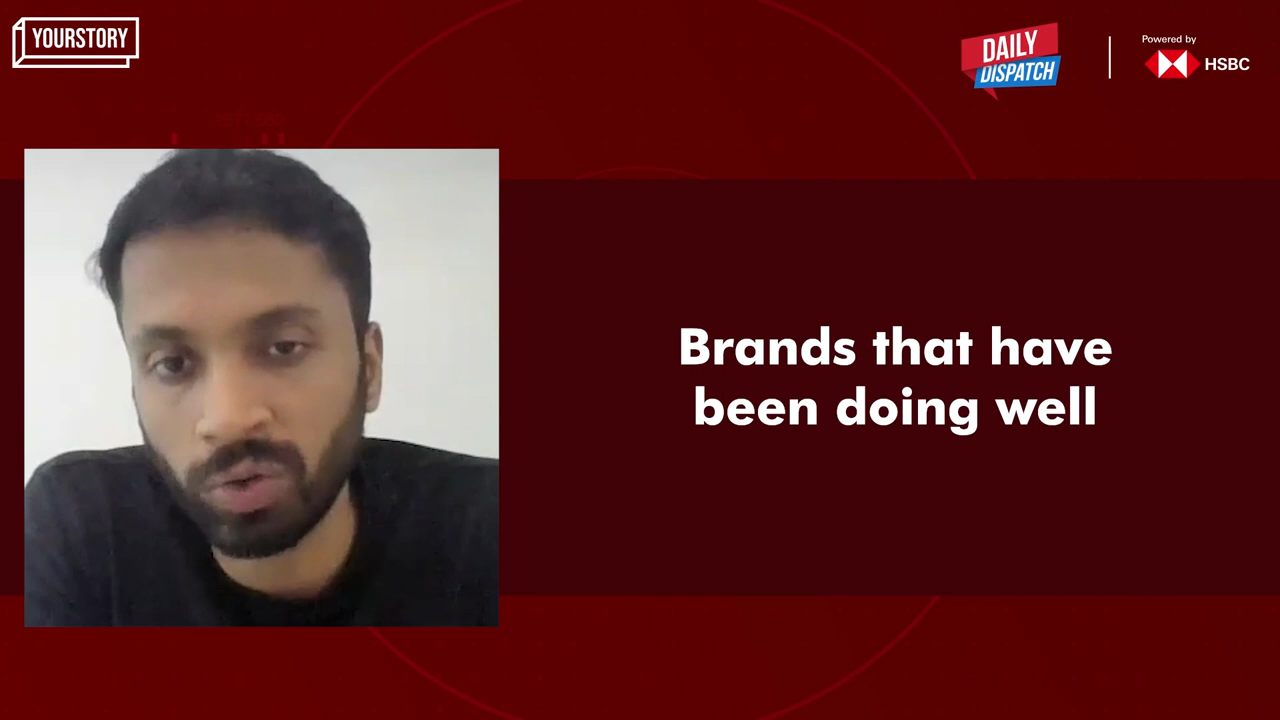 YOURSTORY
DAILY
DISPATCH
Powered by
HSBC
Brands that have
been doing well